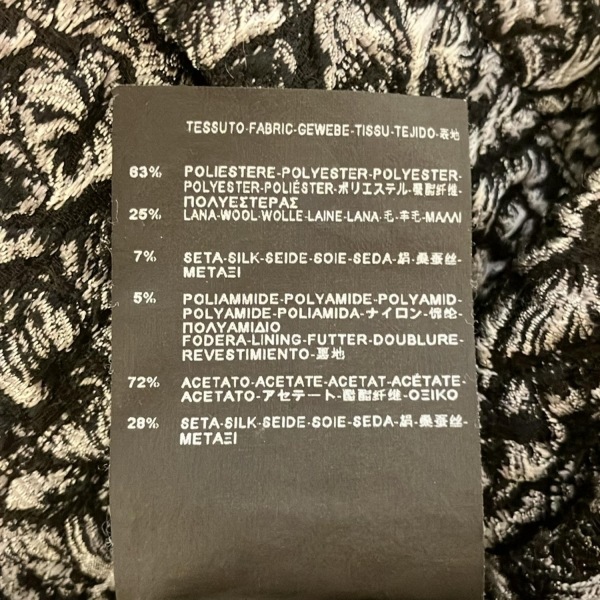 TESSUTO-FABRIC-GEWEBE-TISSU-TEJIDO-表地
63% POLIESTERE-POLYESTER-POLYESTER-
POLYESTER-POLIÉSTER-ポリエステル-聚酯纤维-
ΠΟΛΥΕΣΤΕΡΑΣ
25% LANA-WOOL-WOLLE-LAINE-LANA-毛-羊毛-ΜΑΛΛΙ
7% SETA-SILK-SEIDE-SOIE-SEDA-絹-桑蚕丝-
ΜΕΤΑΞΙ
5% POLIAMMIDE-POLYAMIDE-POLYAMID-
POLYAMIDE-POLIAMIDA-ナイロン-锦纶-
ΠΟΛΥΑΜΙΔΙΟ
FODERA-LINING-FUTTER-DOUBLURE-
REVESTIMIENTO-裏地
72% ACETATO-ACETATE-ACETAT-ACÉTATE-
ACETATO-アセテート-醋酯纤维-ΟΞΙΚΟ
28% SETA-SILK-SEIDE-SOIE-SEDA-絹-桑蚕丝-
ΜΕΤΑΞΙ